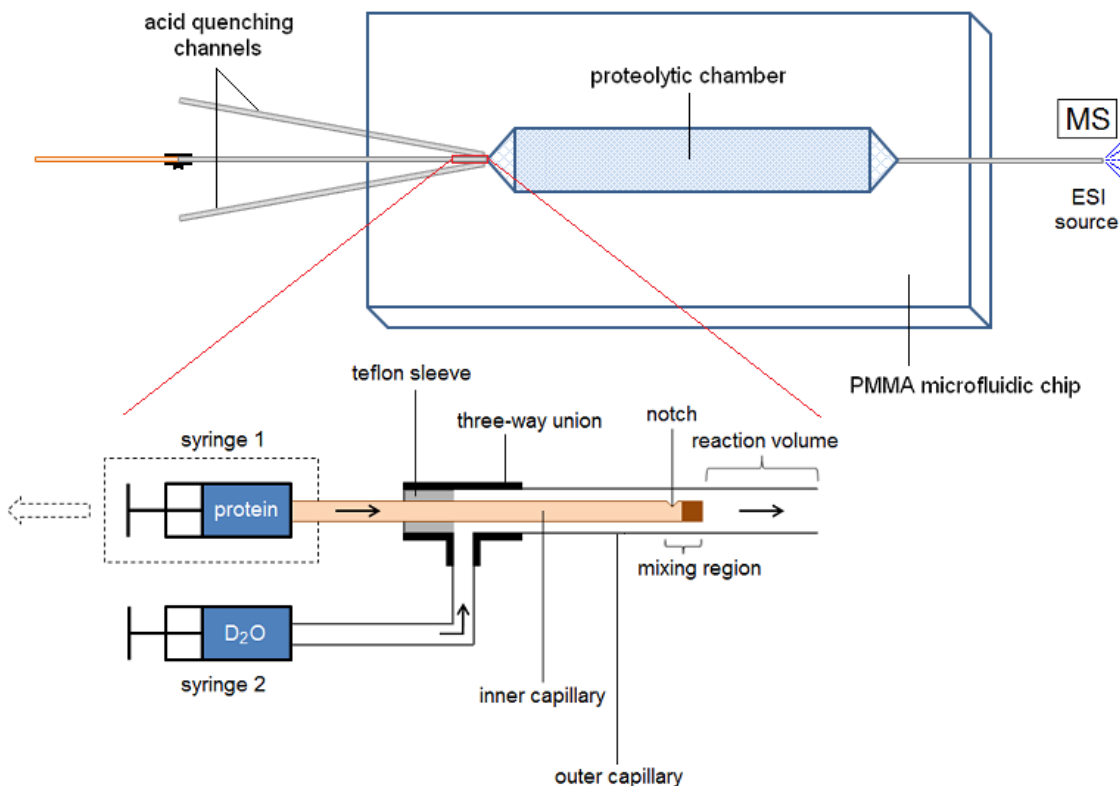 acid quenching
channels
proteolytic chamber
MS
ESI
source
PMMA microfluidic chip
teflon sleeve
three-way union
notch
reaction volume
syringe 1
protein
mixing region
D₂O
syringe 2
inner capillary
outer capillary